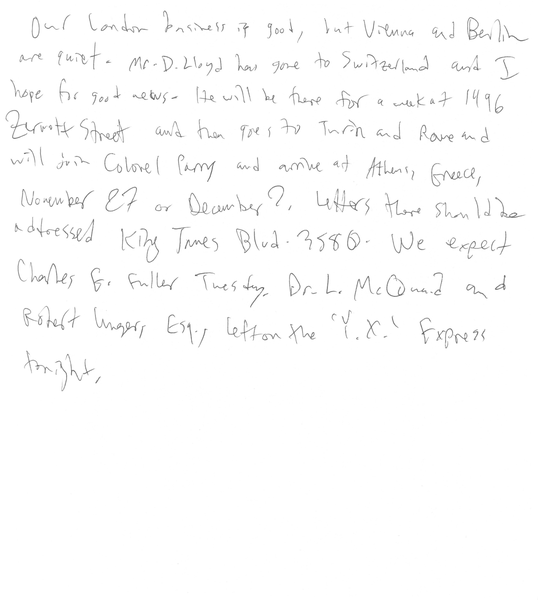 Our London business is good, but Vienna and Berlin
are quiet. Mr. D. Lloyd has gone to Switzerland and I
hope for good news. He will be there for a week at 1496
Zermott Street and then goes to Turin and Rome and
will join Colonel Parry and arrive at Athens, Greece,
November 27 or December 2. Letters there should be
addressed King James Blvd. 3580. We expect
Charles E. Fuller Tuesday. Dr. L. McQuaid and
Robert Unger, Esq., left on the 'Y.X.' Express
tonight.